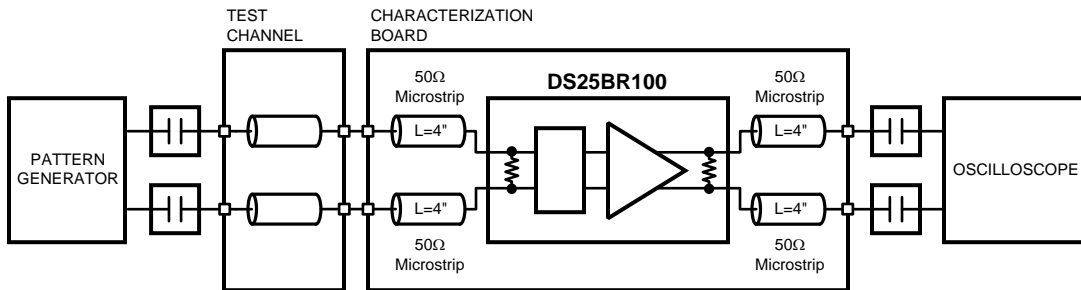 TEST
CHANNEL
CHARACTERIZATION
BOARD
50Ω
Microstrip
DS25BR100
50Ω
Microstrip
L=4"
L=4"
PATTERN
GENERATOR
OSCILLOSCOPE
L=4"
L=4"
50Ω
Microstrip
50Ω
Microstrip